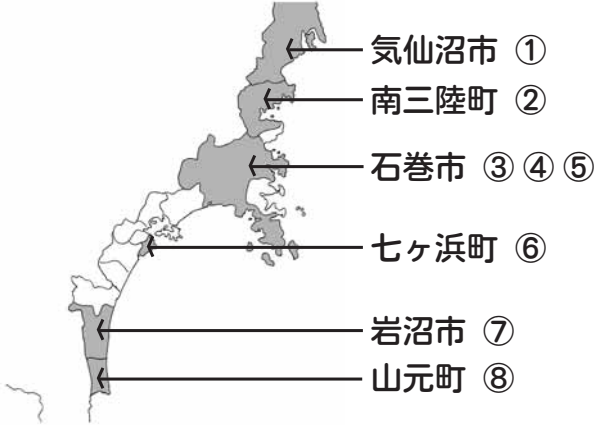 気仙沼市 ①
南三陸町 ②
石巻市 ③ ④ ⑤
七ヶ浜町 ⑥
岩沼市 ⑦
山元町 ⑧